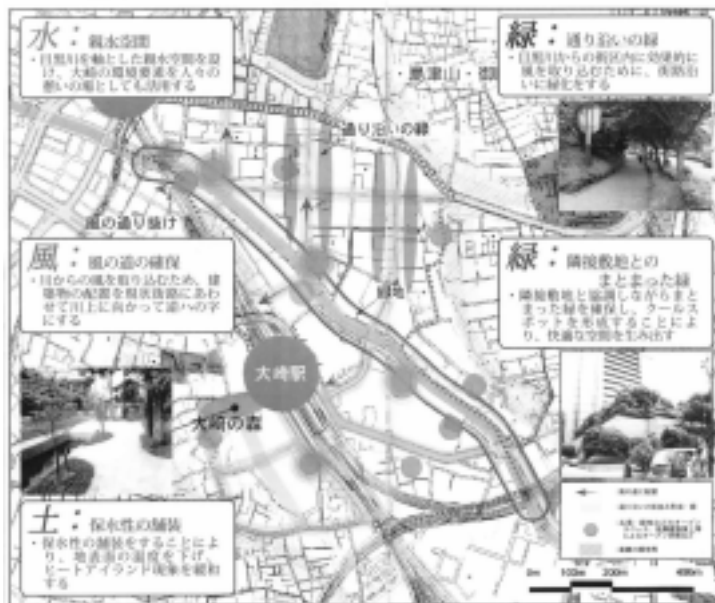 水：親水空間
・目黒川を軸とした親水空間を設
け、大崎の環境要素を人々の
憩いの場としても活用する
緑：通り沿いの緑
・目黒川からの街区内に効果的に
風を取り込むために、街路沿
いに緑化をする
通り沿いの緑
風の通り抜け
風：風の道の確保
・川からの風を取り込むため、建
築物の配置を現状街路にあわ
せて川上に向かって逆ハの字
にする
緑：隣接敷地との
まとまった緑
・隣接敷地と協調しながらまと
まった緑を確保し、クールス
ポットを形成することによ
り、快適な空間を生み出す
大崎駅
大崎の森
土：保水性の舗装
・保水性の舗装をすることによ
り、地表面の温度を下げ、
ヒートアイランド現象を緩和
する
0m 100m 200m 400m